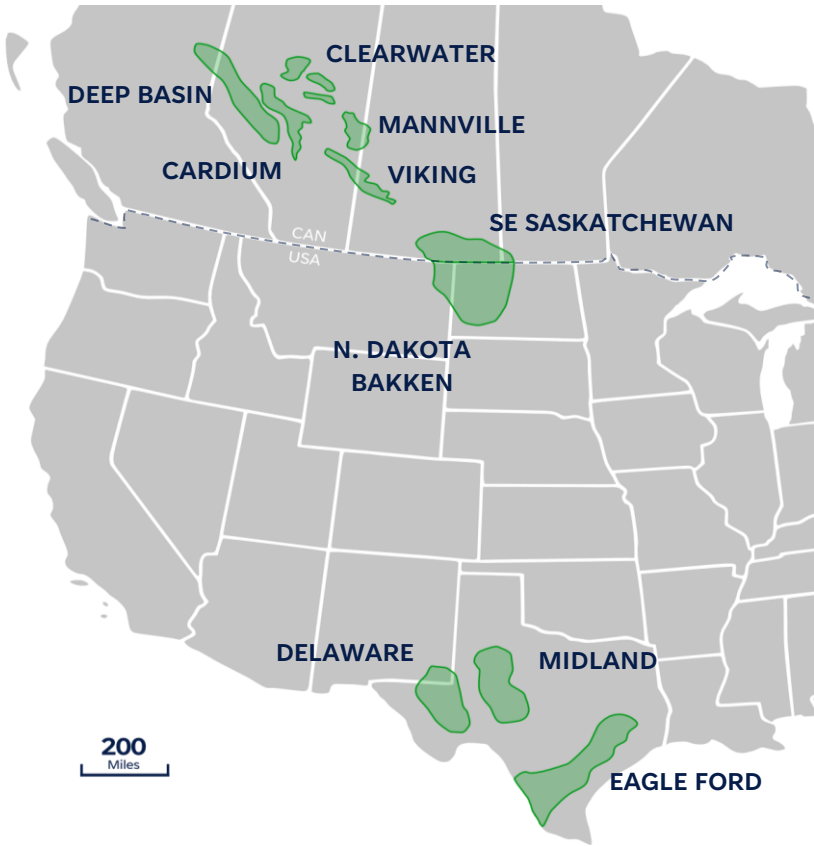 CLEARWATER
DEEP BASIN
MANNVILLE
CARDIUM
VIKING
SE SASKATCHEWAN
CAN
USA
N. DAKOTA
BAKKEN
DELAWARE
MIDLAND
200
Miles
EAGLE FORD